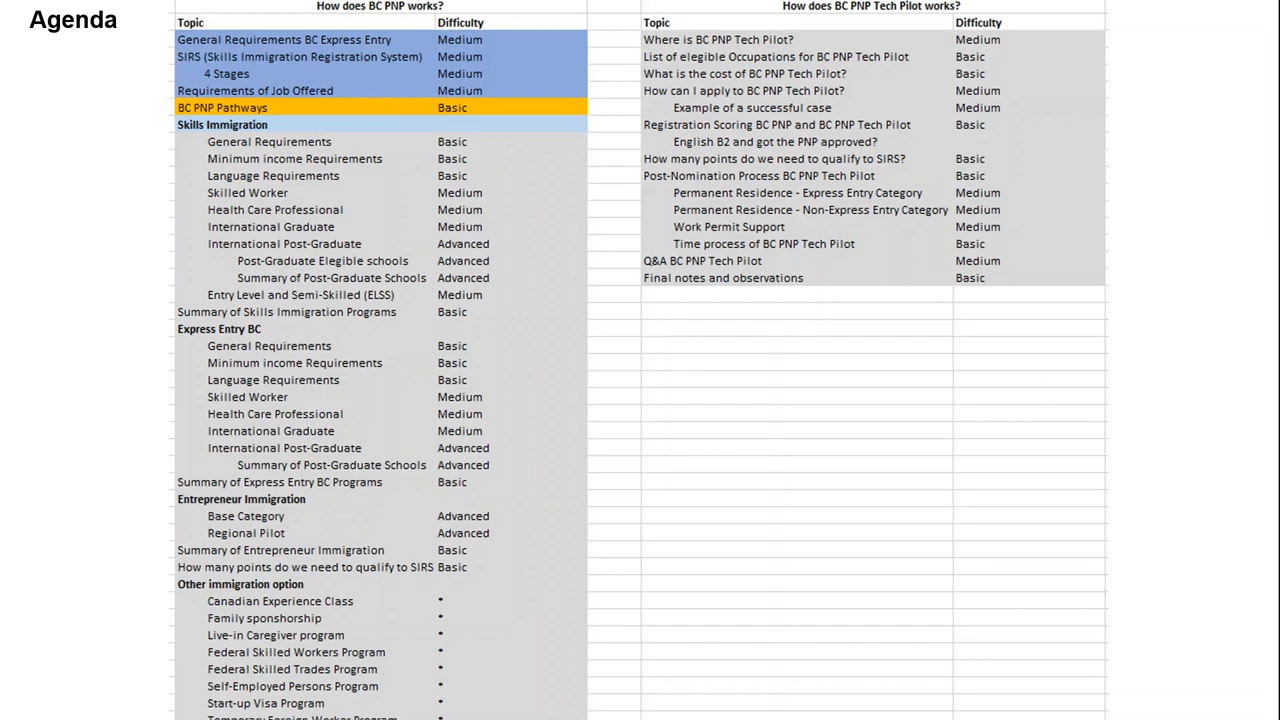 Agenda
How does BC PNP works?
Topic Difficulty
General Requirements BC Express Entry Medium
SIRS (Skills Immigration Registration System) Medium
4 Stages Medium
Requirements of Job Offered Medium
BC PNP Pathways Basic
Skills Immigration
General Requirements Basic
Minimum income Requirements Basic
Language Requirements Basic
Skilled Worker Medium
Health Care Professional Medium
International Graduate Medium
International Post-Graduate Advanced
Post-Graduate Elegible schools Advanced
Summary of Post-Graduate Schools Advanced
Entry Level and Semi-Skilled (ELSS) Medium
Summary of Skills Immigration Programs Basic
Express Entry BC
General Requirements Basic
Minimum income Requirements Basic
Language Requirements Basic
Skilled Worker Medium
Health Care Professional Medium
International Graduate Medium
International Post-Graduate Advanced
Summary of Post-Graduate Schools Advanced
Summary of Express Entry BC Programs Basic
Entrepreneur Immigration
Base Category Advanced
Regional Pilot Advanced
Summary of Entrepreneur Immigration Basic
How many points do we need to qualify to SIRS Basic
Other immigration option
Canadian Experience Class *
Family sponshorship *
Live-in Caregiver program *
Federal Skilled Workers Program *
Federal Skilled Trades Program *
Self-Employed Persons Program *
Start-up Visa Program *
Temporary Foreign Worker Program *
How does BC PNP Tech Pilot works?
Topic Difficulty
Where is BC PNP Tech Pilot? Medium
List of elegible Occupations for BC PNP Tech Pilot Basic
What is the cost of BC PNP Tech Pilot? Basic
How can I apply to BC PNP Tech Pilot? Medium
Example of a successful case Medium
Registration Scoring BC PNP and BC PNP Tech Pilot Basic
English B2 and got the PNP approved?
How many points do we need to qualify to SIRS? Basic
Post-Nomination Process BC PNP Tech Pilot Basic
Permanent Residence - Express Entry Category Medium
Permanent Residence - Non-Express Entry Category Medium
Work Permit Support Medium
Time process of BC PNP Tech Pilot Basic
Q&A BC PNP Tech Pilot Medium
Final notes and observations Basic